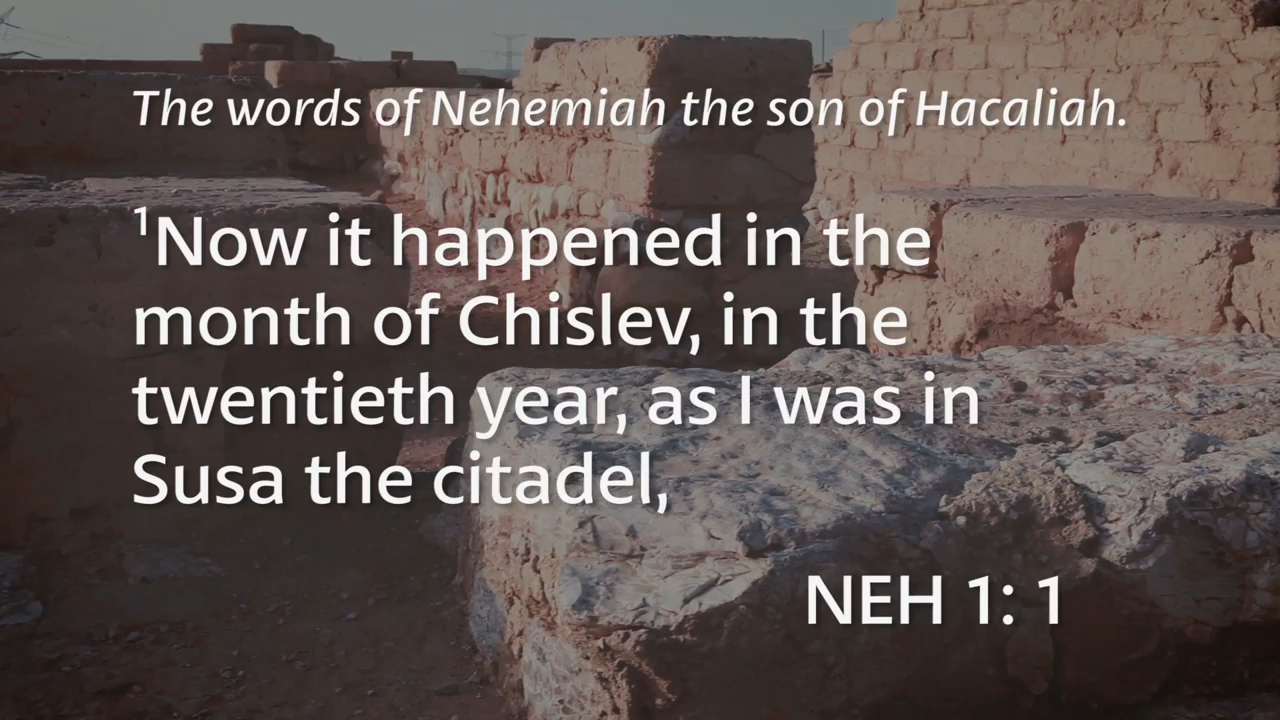 The words of Nehemiah the son of Hacaliah.
¹Now it happened in the
month of Chislev, in the
twentieth year, as I was in
Susa the citadel,
NEH 1: 1